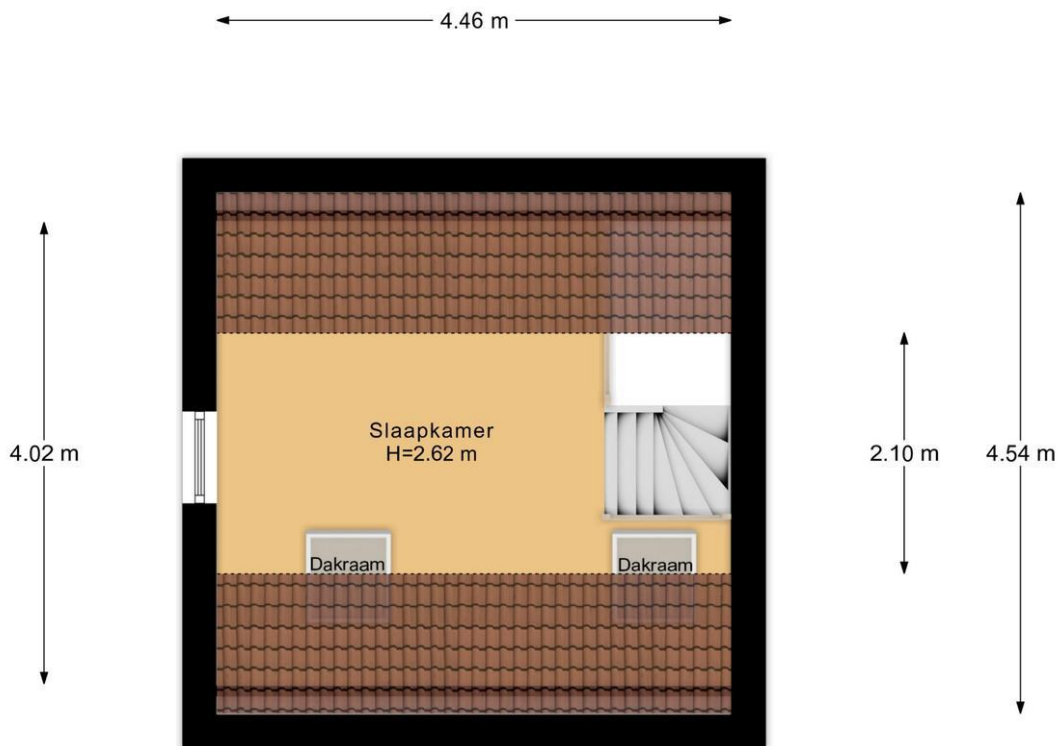 4.46 m
4.02 m
Slaapkamer
H=2.62 m
2.10 m
4.54 m
Dakraam
Dakraam